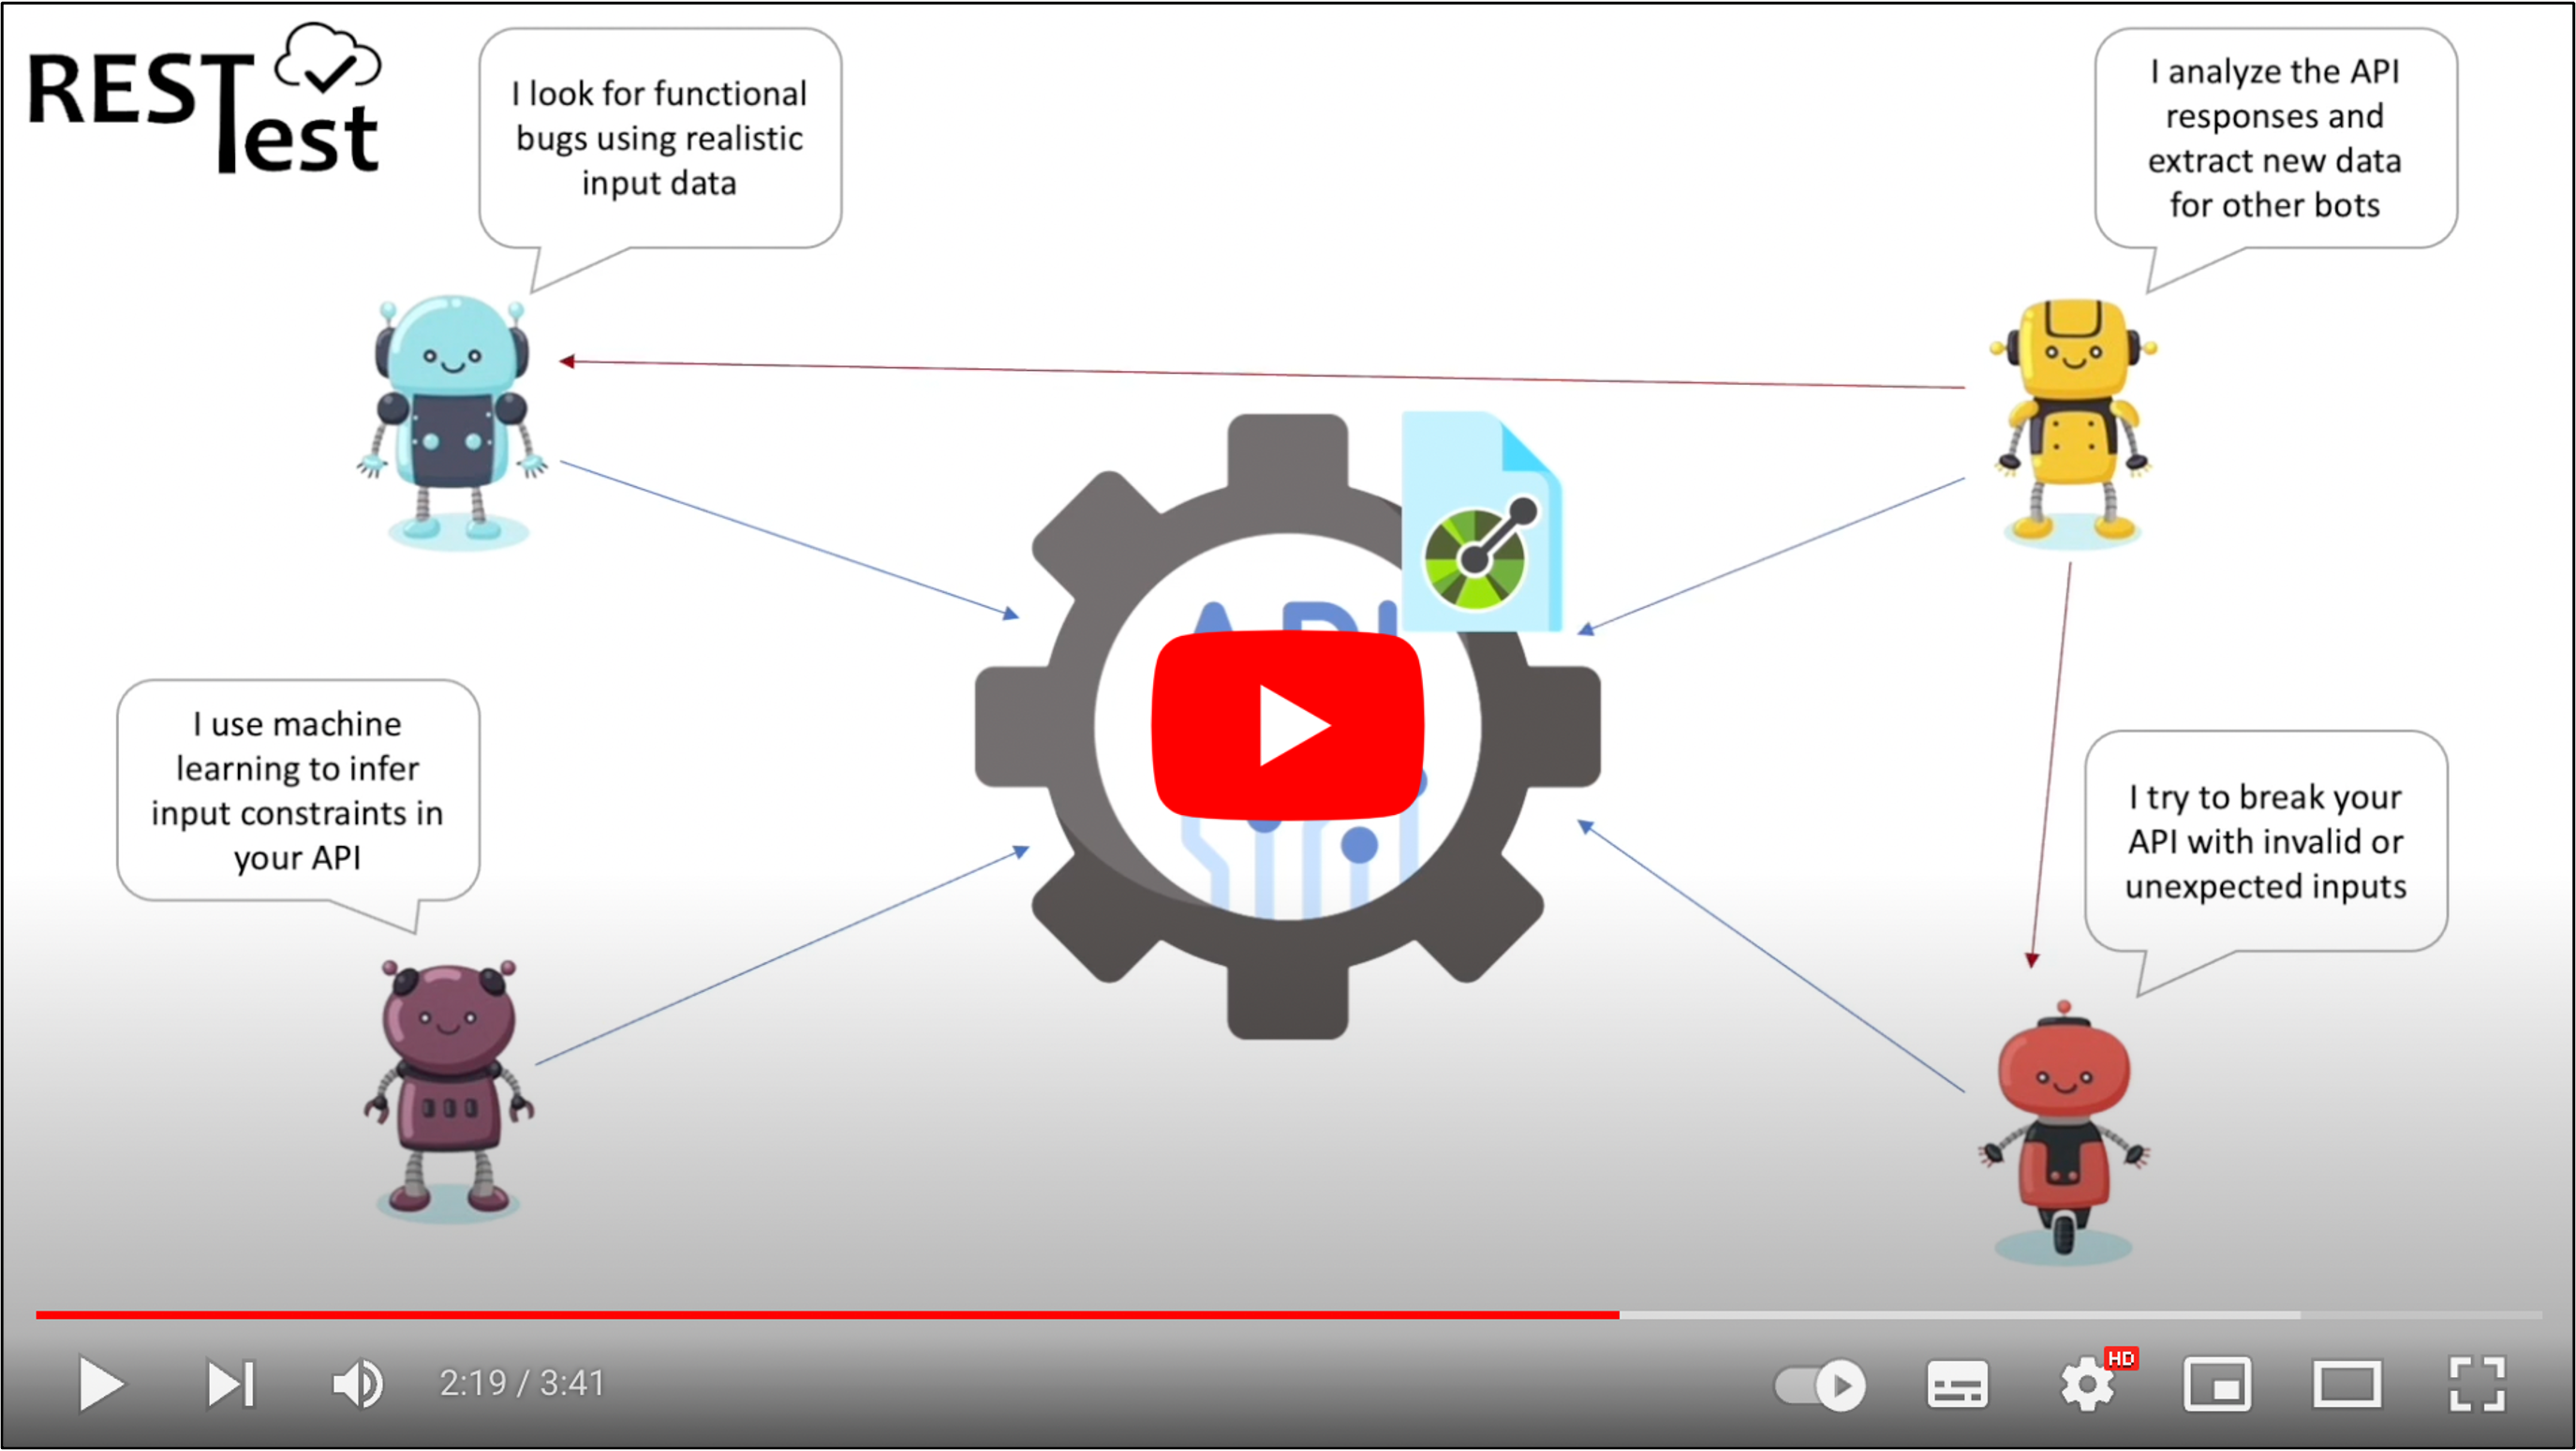 REST
Test
I look for functional
bugs using realistic
input data
I analyze the API
responses and
extract new data
for other bots
I use machine
learning to infer
input constraints in
your API
I try to break your
API with invalid or
unexpected inputs
2:19 / 3:41
HD